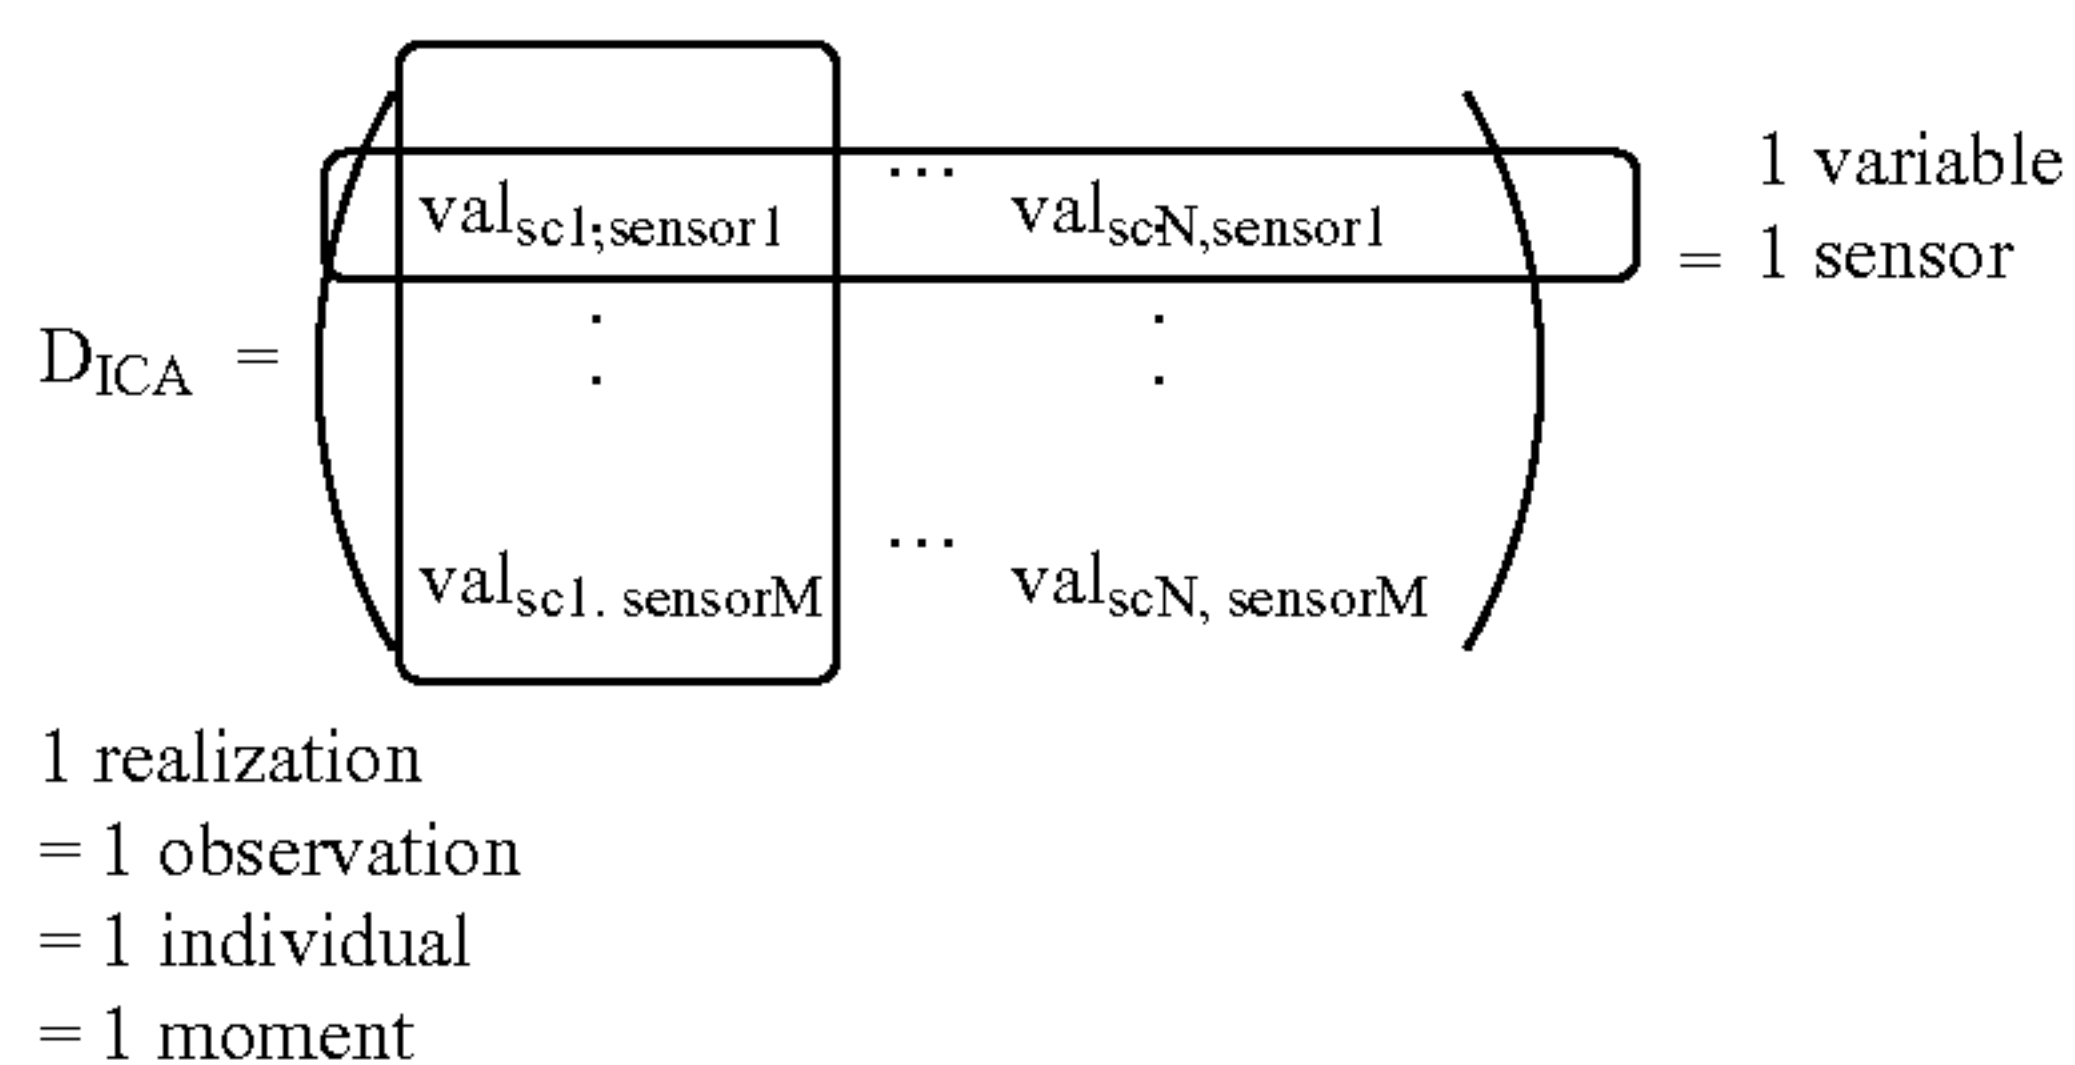 1 variable
val_sc1;sensor1 ... val_scN,sensor1
= 1 sensor
D_ICA =
val_sc1. sensorM ... val_scN, sensorM
1 realization
= 1 observation
= 1 individual
= 1 moment